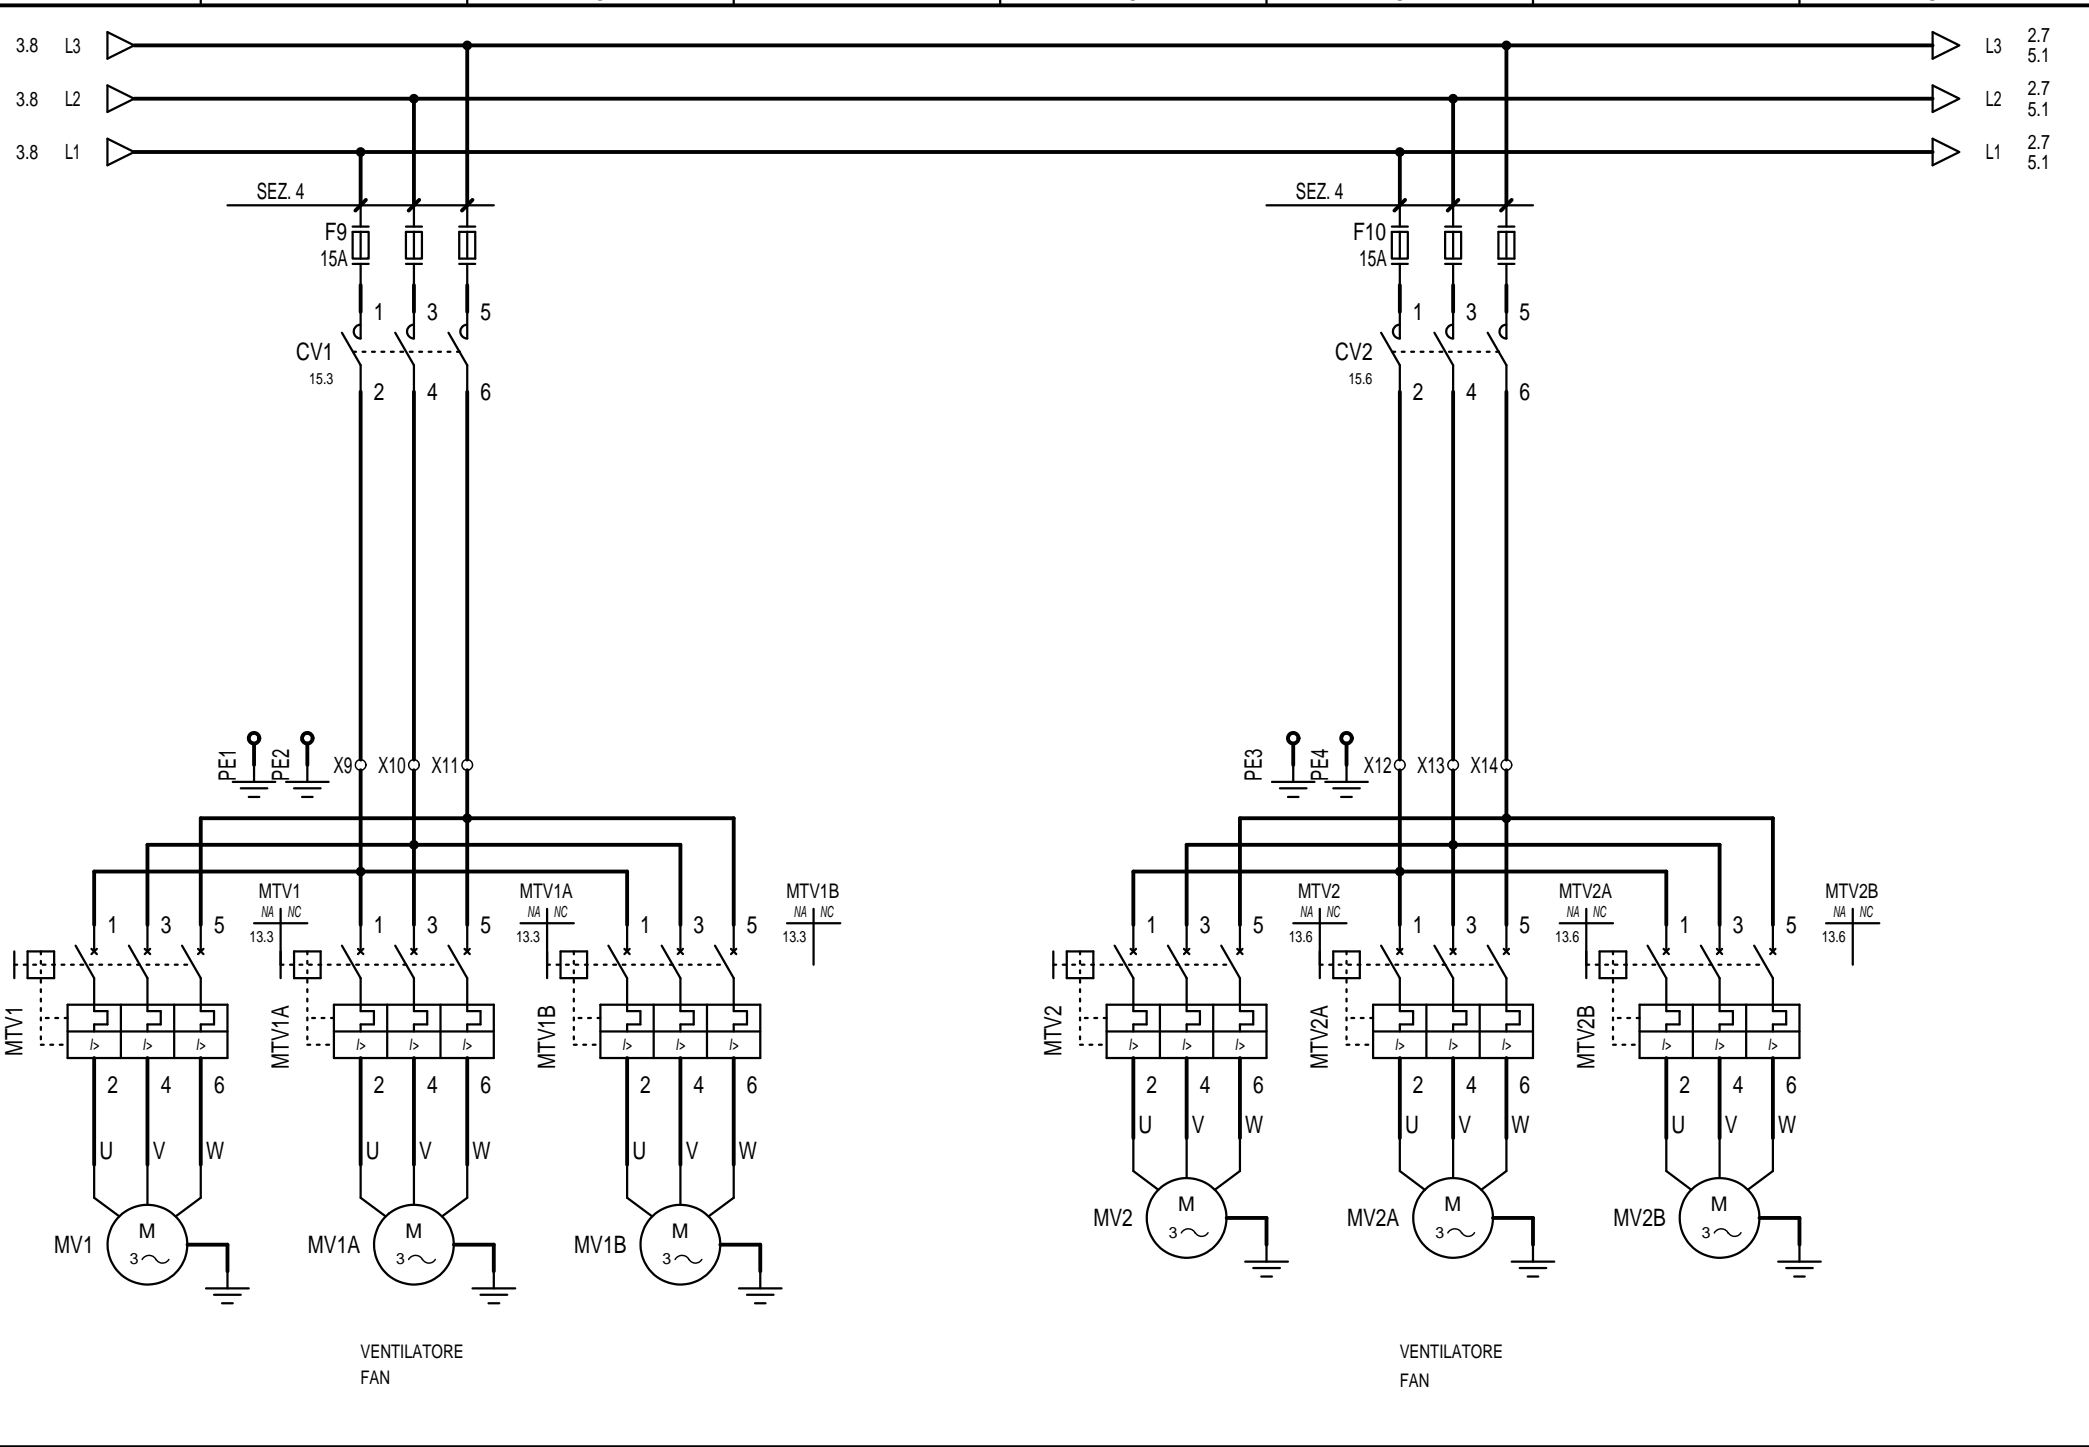 3.8 L3 L3 2.7
5.1
3.8 L2 L2 2.7
5.1
3.8 L1 L1 2.7
5.1
SEZ. 4 SEZ. 4
F9 F10
15A 15A
1 3 5 1 3 5
CV1 CV2
15.3 15.6
2 4 6 2 4 6
PE1 PE2 X9 X10 X11 PE3 PE4 X12 X13 X14
MTV1 MTV1A MTV1B MTV2 MTV2A MTV2B
NA NC NA NC NA NC NA NC NA NC NA NC
1 3 5 1 3 5 1 3 5 1 3 5 1 3 5 1 3 5
13.3 13.3 13.3 13.6 13.6 13.6
MTV1 MTV1A MTV1B MTV2 MTV2A MTV2B
I> I> I> I> I> I> I> I> I> I> I> I> I> I> I> I> I> I>
2 4 6 2 4 6 2 4 6 2 4 6 2 4 6 2 4 6
U V W U V W U V W U V W U V W U V W
M M M M M M
MV1 MV1A MV1B MV2 MV2A MV2B
3 3 3 3 3 3
VENTILATORE VENTILATORE
FAN FAN